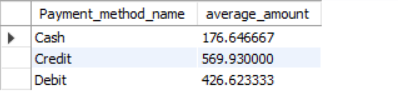 Payment_method_name average_amount
Cash 176.646667
Credit 569.930000
Debit 426.623333